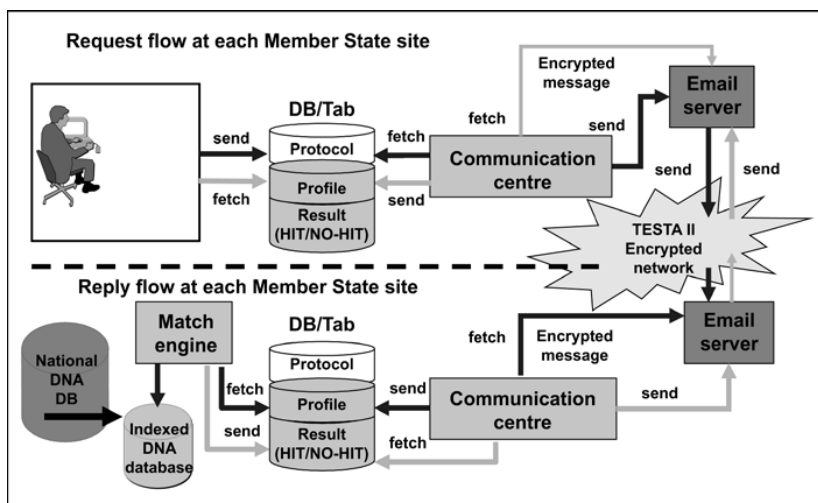 Request flow at each Member State site
Encrypted
message
Email
server
DB/Tab
fetch
send
fetch
send
Protocol
Communication
centre
send
send
Profile
fetch
send
Result
(HIT/NO-HIT)
TESTA II
Encrypted
network
Reply flow at each Member State site
Match
engine
DB/Tab
fetch
Encrypted
message
Email
server
National
DNA
DB
Protocol
fetch
send
Profile
Communication
centre
send
send
Indexed
DNA
database
Result
(HIT/NO-HIT)
fetch